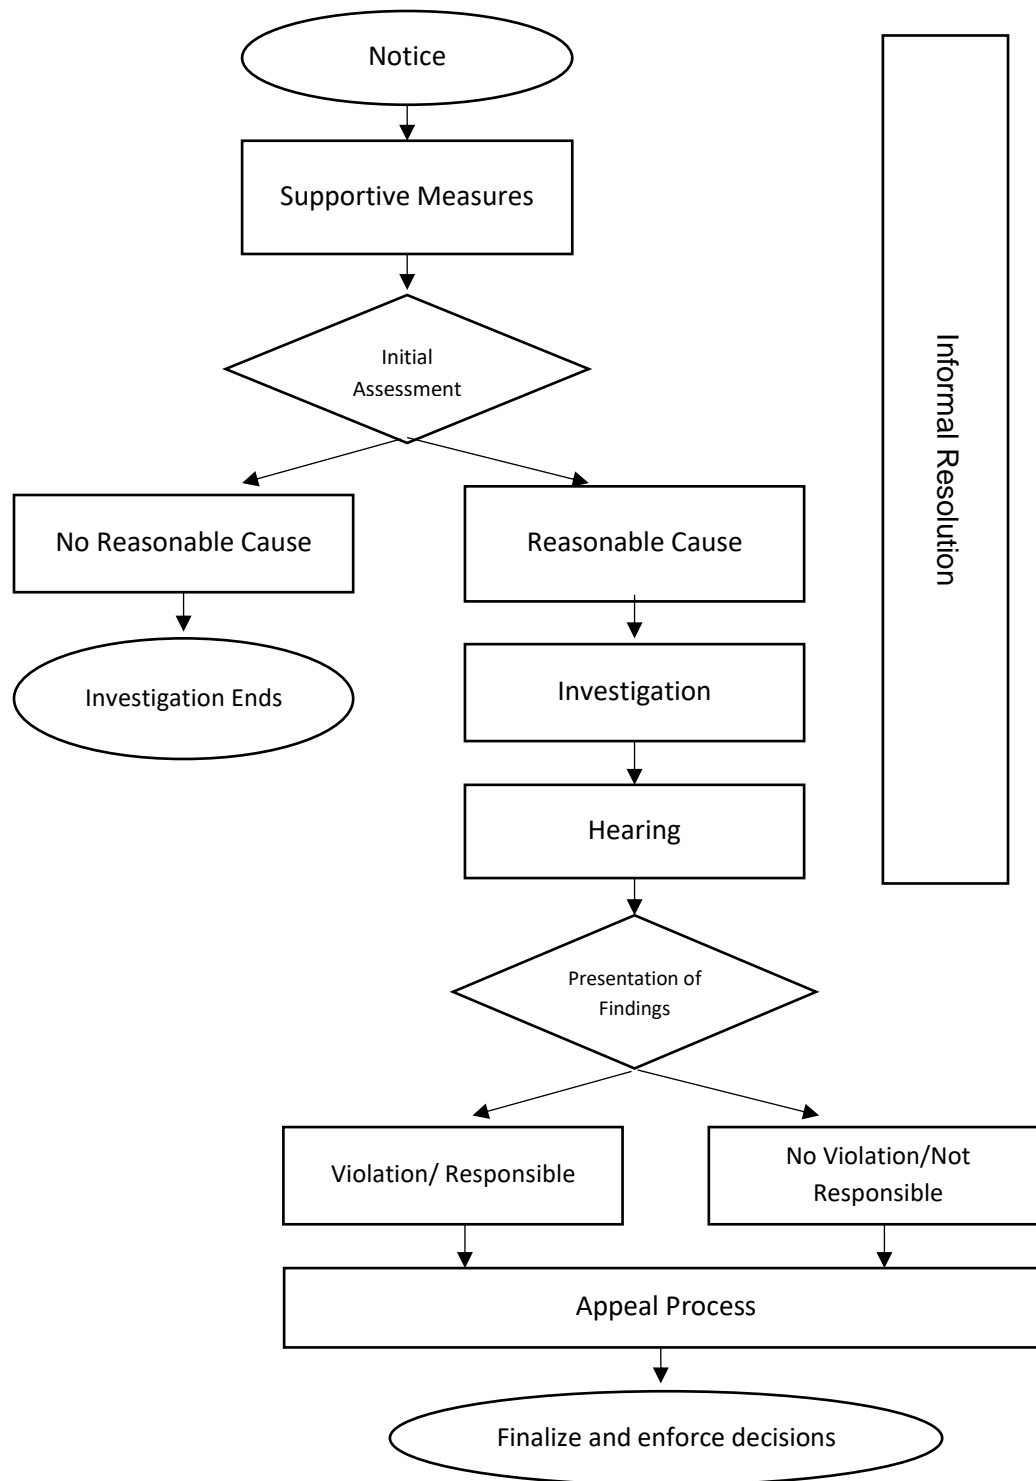 Notice
Supportive Measures
Initial
Assessment
No Reasonable Cause
Reasonable Cause
Informal Resolution
Investigation Ends
Investigation
Hearing
Presentation of
Findings
Violation/ Responsible
No Violation/Not
Responsible
Appeal Process
Finalize and enforce decisions